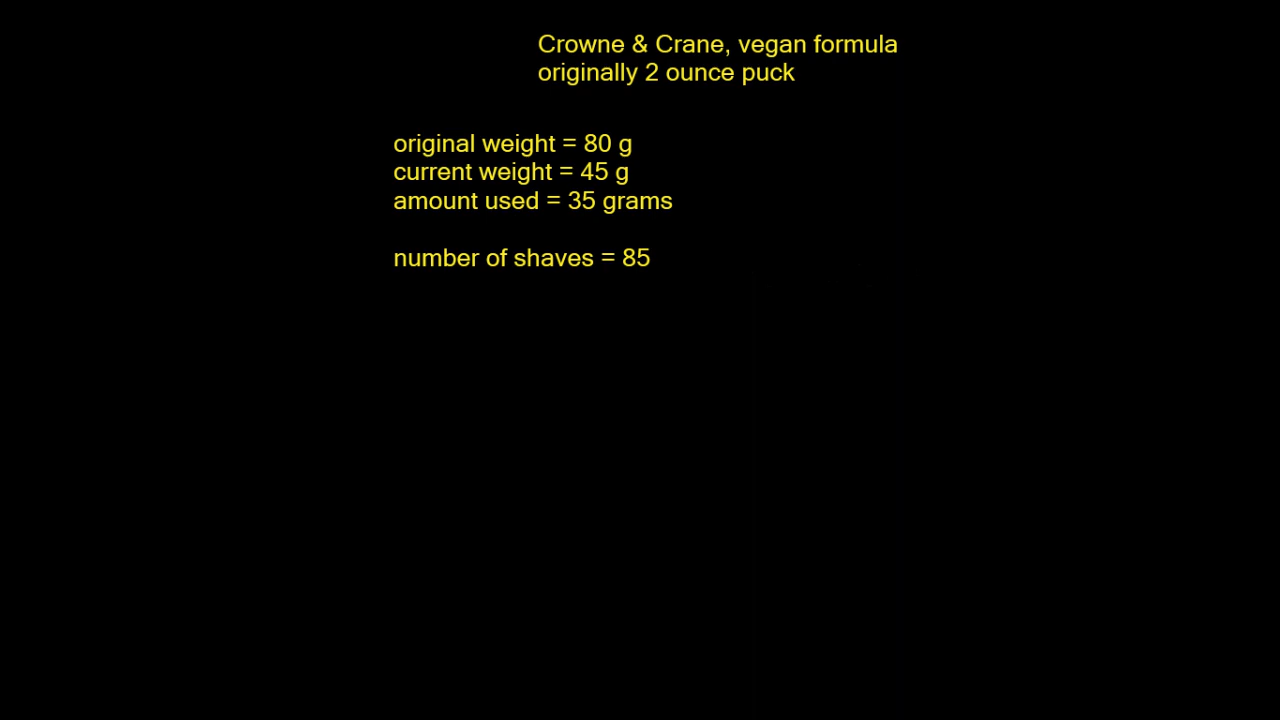 Crowne & Crane, vegan formula
originally 2 ounce puck
original weight = 80 g
current weight = 45 g
amount used = 35 grams
number of shaves = 85